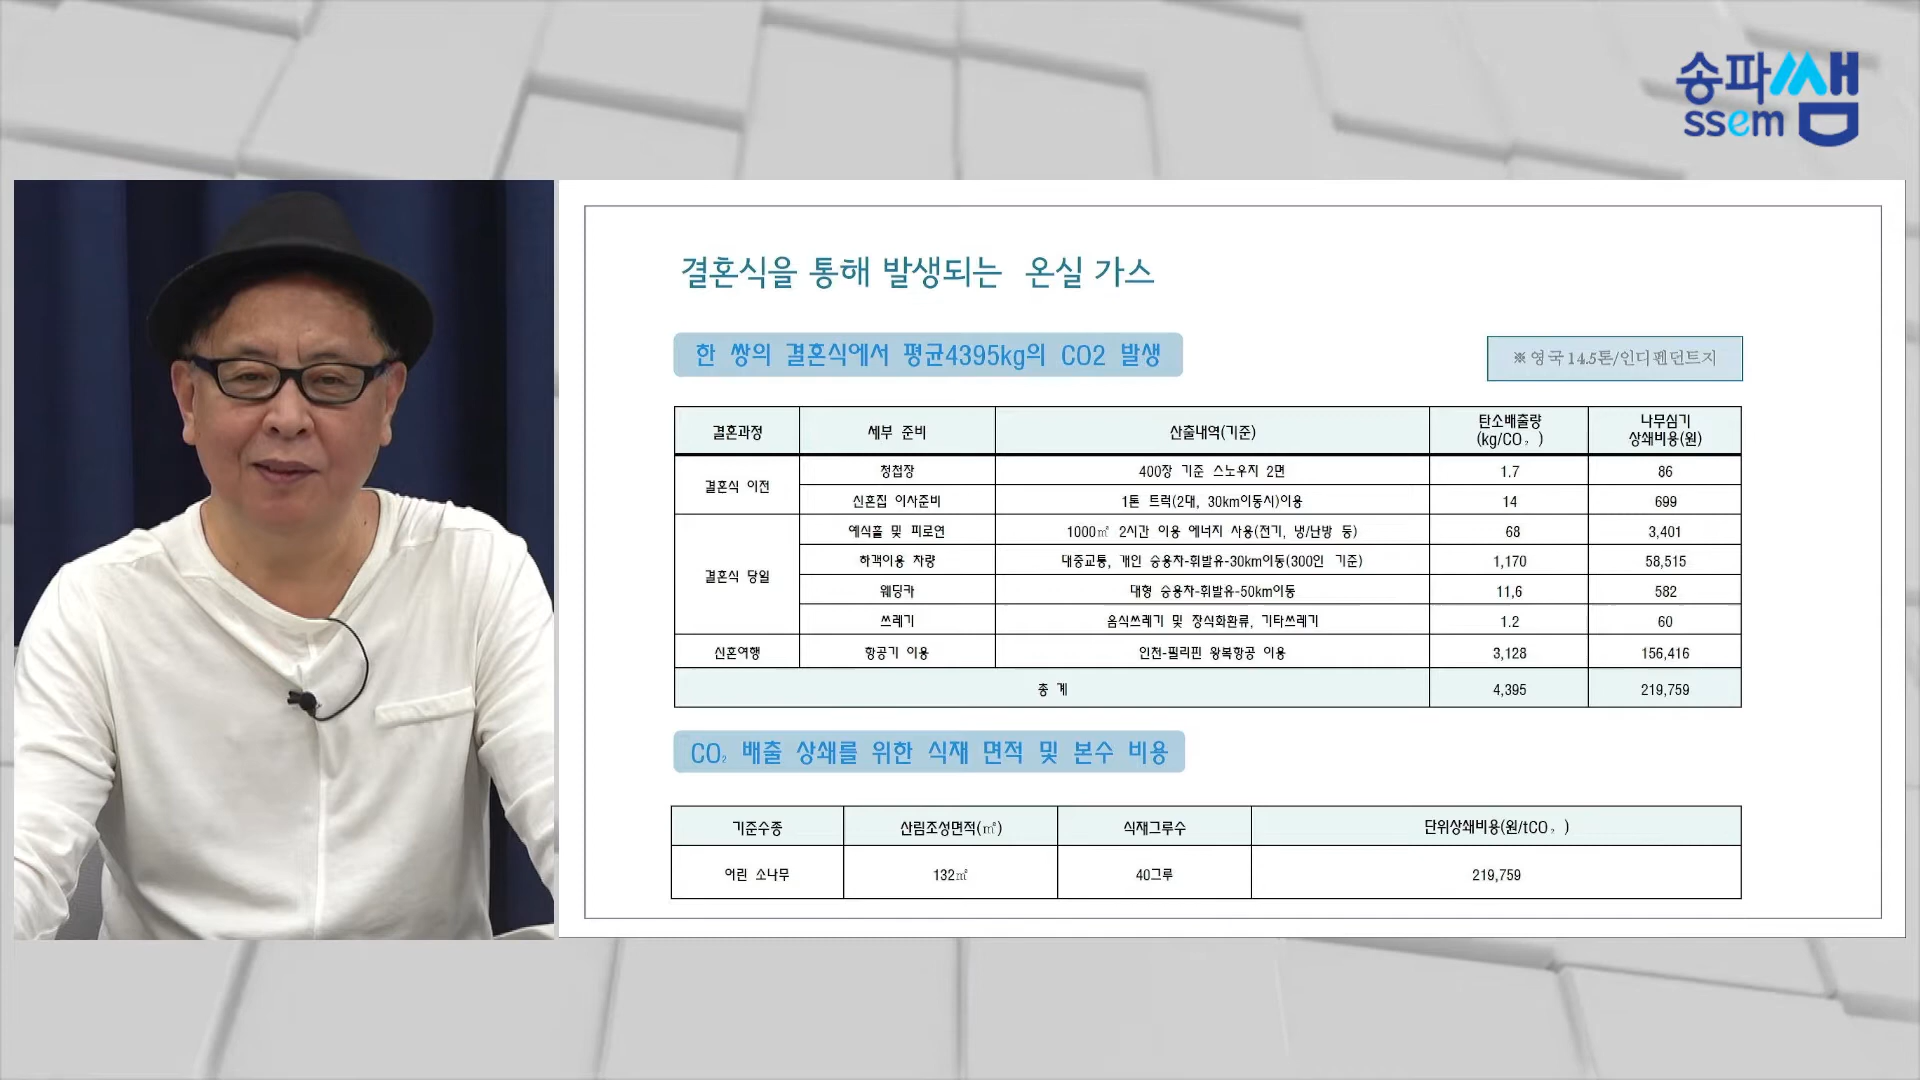 송파쌤
ssem
결혼식을 통해 발생되는 온실 가스
한 쌍의 결혼식에서 평균4395kg의 CO2 발생
※영국 14.5톤/인디펜던트지
결혼과정 세부 준비 산출내역(기준) 탄소배출량(kg/CO₂) 나무심기 상쇄비용(원)
결혼식 이전 청첩장 400장 기준 스노우지 2면 1.7 86
신혼집 이사준비 1톤 트럭(2대, 30km이동시)이용 14 699
결혼식 당일 예식홀 및 피로연 1000㎡ 2시간 이용 에너지 사용(전기, 냉/난방 등) 68 3,401
하객이용 차량 대중교통, 개인 승용차-휘발유-30km이동(300인 기준) 1,170 58,515
웨딩카 대형 승용차-휘발유-50km이동 11,6 582
쓰레기 음식쓰레기 및 장식화환류, 기타쓰레기 1.2 60
신혼여행 항공기 이용 인천-필리핀 왕복항공 이용 3,128 156,416
총 계 4,395 219,759
CO₂ 배출 상쇄를 위한 식재 면적 및 본수 비용
기준수종 산림조성면적(㎡) 식재그루수 단위상쇄비용(원/tCO₂)
어린 소나무 132㎡ 40그루 219,759